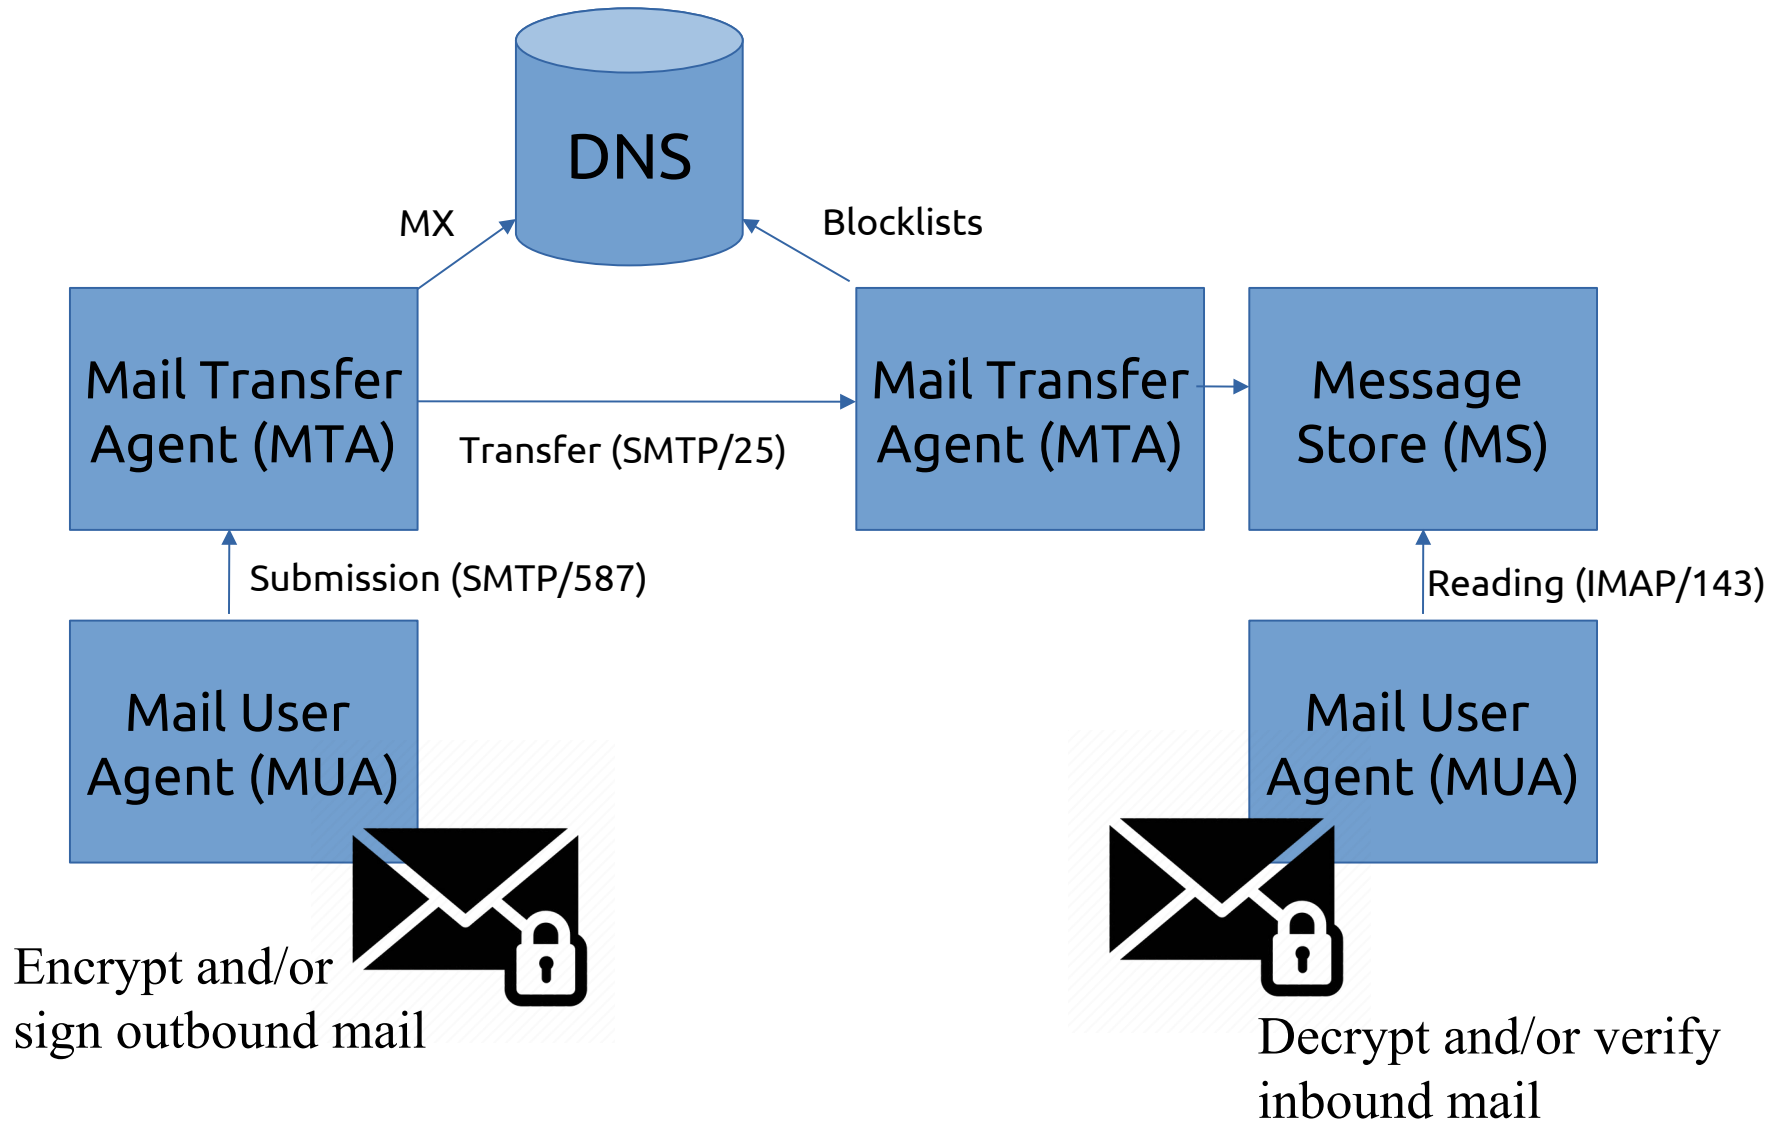 DNS
MX
Blocklists
Mail Transfer
Agent (MTA)
Transfer (SMTP/25)
Mail Transfer
Agent (MTA)
Message
Store (MS)
Submission (SMTP/587)
Reading (IMAP/143)
Mail User
Agent (MUA)
Mail User
Agent (MUA)
Encrypt and/or
sign outbound mail
Decrypt and/or verify
inbound mail